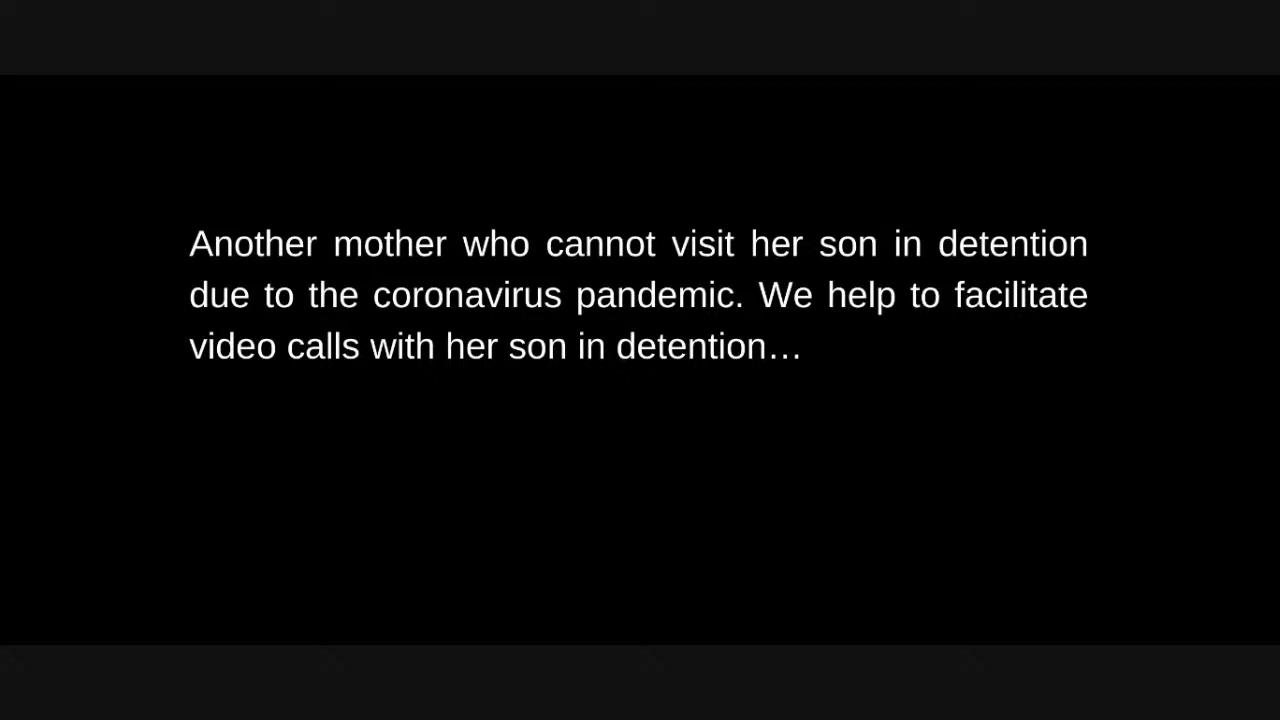 Another mother who cannot visit her son in detention
due to the coronavirus pandemic. We help to facilitate
video calls with her son in detention…